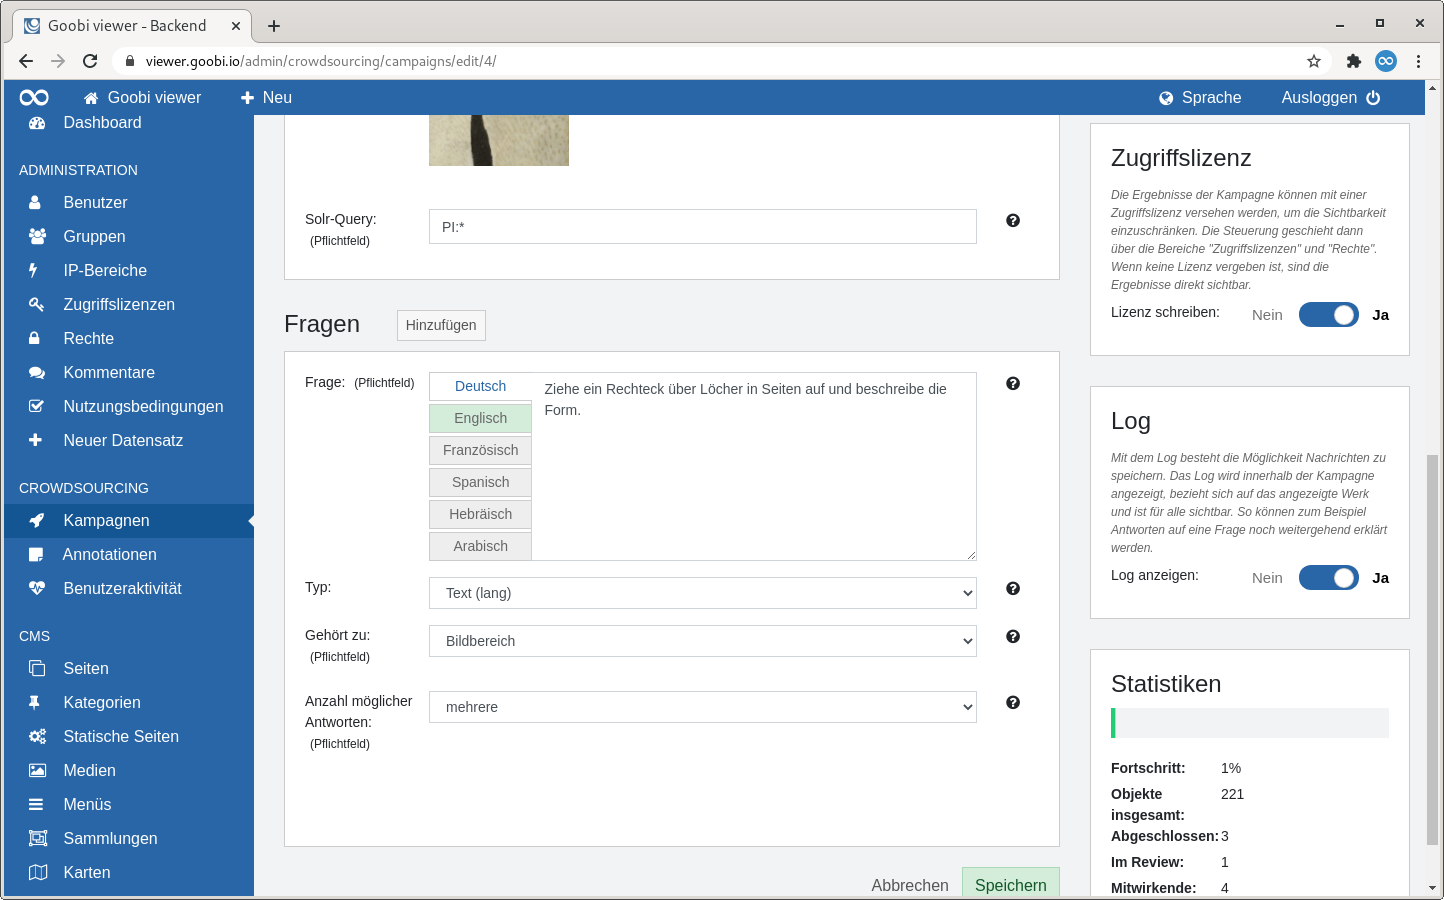 Goobi viewer - Backend
viewer.goobi.io/admin/crowdsourcing/campaigns/edit/4/
Goobi viewer
Neu
Sprache
Ausloggen
Dashboard
ADMINISTRATION
Benutzer
Gruppen
IP-Bereiche
Zugriffslizenzen
Rechte
Kommentare
Nutzungsbedingungen
Neuer Datensatz
CROWDSOURCING
Kampagnen
Annotationen
Benutzeraktivität
CMS
Seiten
Kategorien
Statische Seiten
Medien
Menüs
Sammlungen
Karten
Solr-Query:
(Pflichtfeld)
PI:*
Fragen
Hinzufügen
Frage: (Pflichtfeld)
Deutsch
Englisch
Französisch
Spanisch
Hebräisch
Arabisch
Ziehe ein Rechteck über Löcher in Seiten auf und beschreibe die
Form.
Typ:
Text (lang)
Gehört zu:
(Pflichtfeld)
Bildbereich
Anzahl möglicher
Antworten:
(Pflichtfeld)
mehrere
Abbrechen
Speichern
Zugriffslizenz
Die Ergebnisse der Kampagne können mit einer
Zugriffslizenz versehen werden, um die Sichtbarkeit
einzuschränken. Die Steuerung geschieht dann
über die Bereiche "Zugriffslizenzen" und "Rechte".
Wenn keine Lizenz vergeben ist, sind die
Ergebnisse direkt sichtbar.
Lizenz schreiben: Nein Ja
Log
Mit dem Log besteht die Möglichkeit Nachrichten zu
speichern. Das Log wird innerhalb der Kampagne
angezeigt, bezieht sich auf das angezeigte Werk
und ist für alle sichtbar. So können zum Beispiel
Antworten auf eine Frage noch weitergehend erklärt
werden.
Log anzeigen: Nein Ja
Statistiken
Fortschritt: 1%
Objekte 221
insgesamt:
Abgeschlossen: 3
Im Review: 1
Mitwirkende: 4